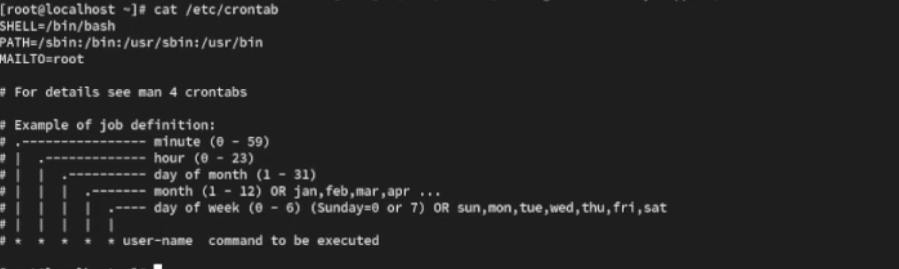 [root@localhost ~]# cat /etc/crontab
SHELL=/bin/bash
PATH=/sbin:/bin:/usr/sbin:/usr/bin
MAILTO=root
# For details see man 4 crontabs
# Example of job definition:
# .---------------- minute (0 - 59)
# |  .------------- hour (0 - 23)
# |  |  .---------- day of month (1 - 31)
# |  |  |  .------- month (1 - 12) OR jan,feb,mar,apr ...
# |  |  |  |  .---- day of week (0 - 6) (Sunday=0 or 7) OR sun,mon,tue,wed,thu,fri,sat
# |  |  |  |  |
# *  *  *  *  * user-name  command to be executed